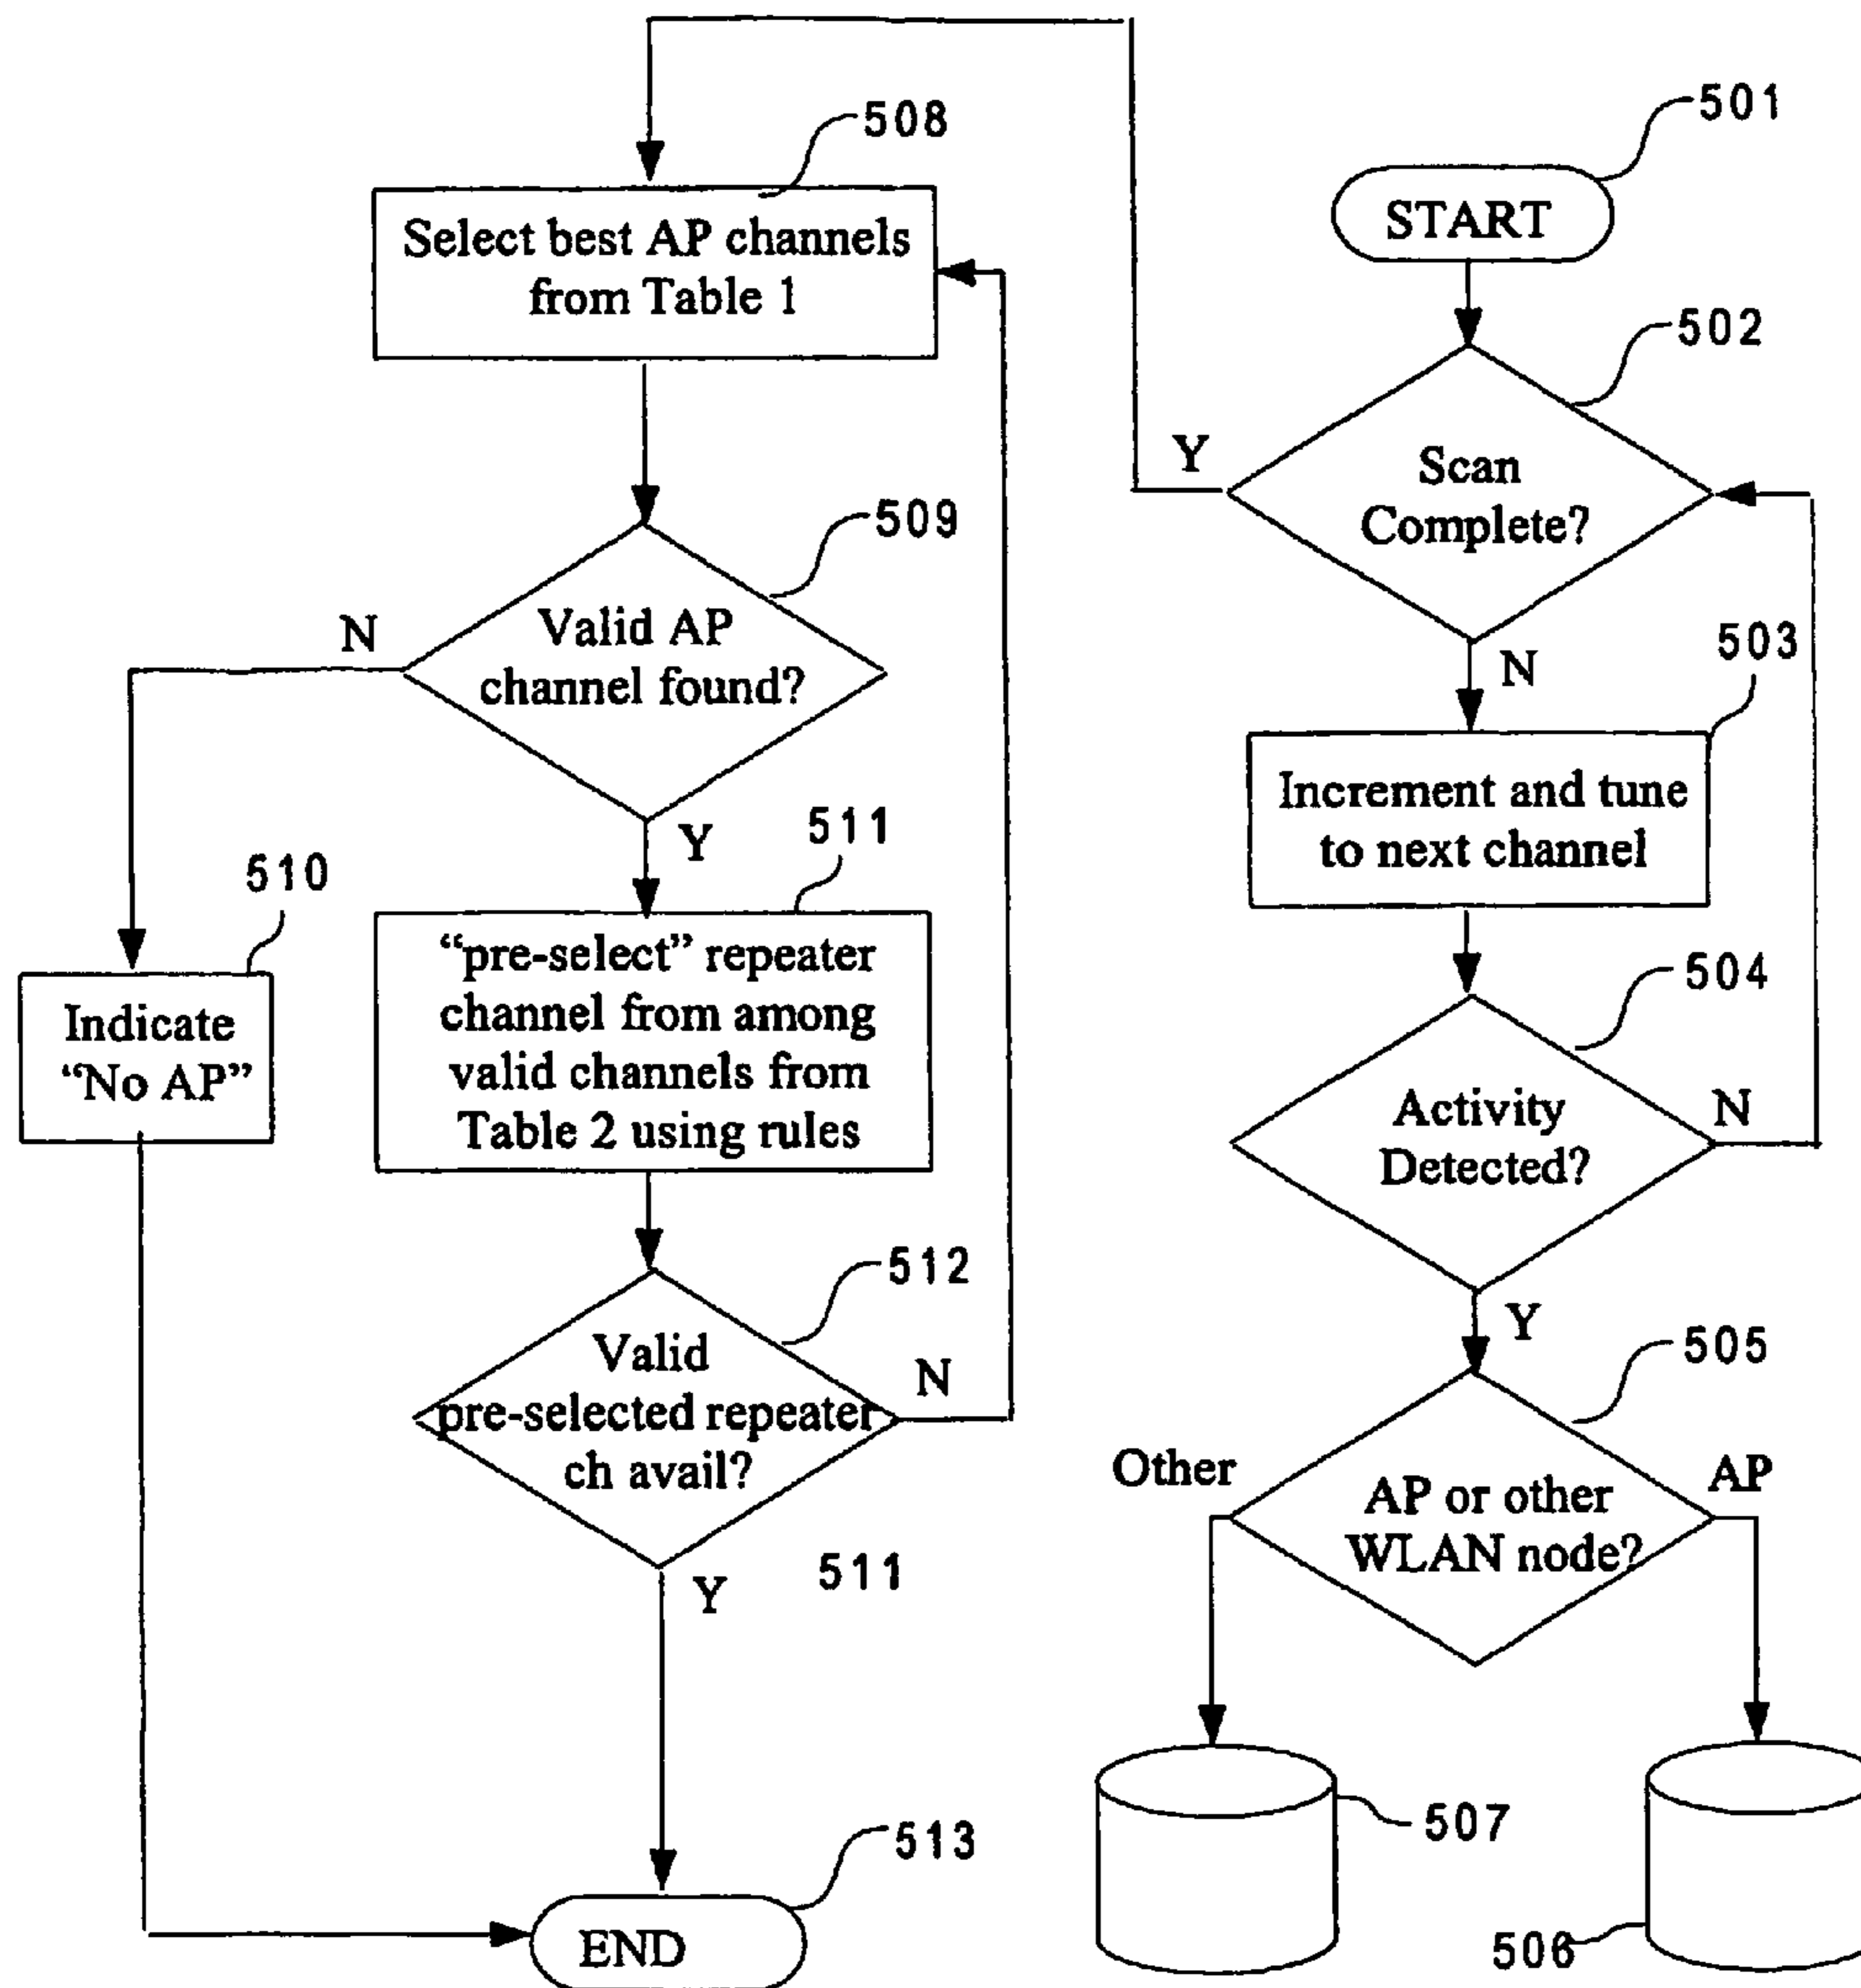 508
Select best AP channels
from Table 1
501
START
502
Y
Scan
Complete?
N
503
Increment and tune
to next channel
504
Activity
Detected?
N
Y
505
Other
AP
AP or other
WLAN node?
507
506
509
N
Valid AP
channel found?
Y
510
Indicate
“No AP”
511
“pre-select” repeater
channel from among
valid channels from
Table 2 using rules
512
Valid
pre-selected repeater
ch avail?
N
Y
511
513
END